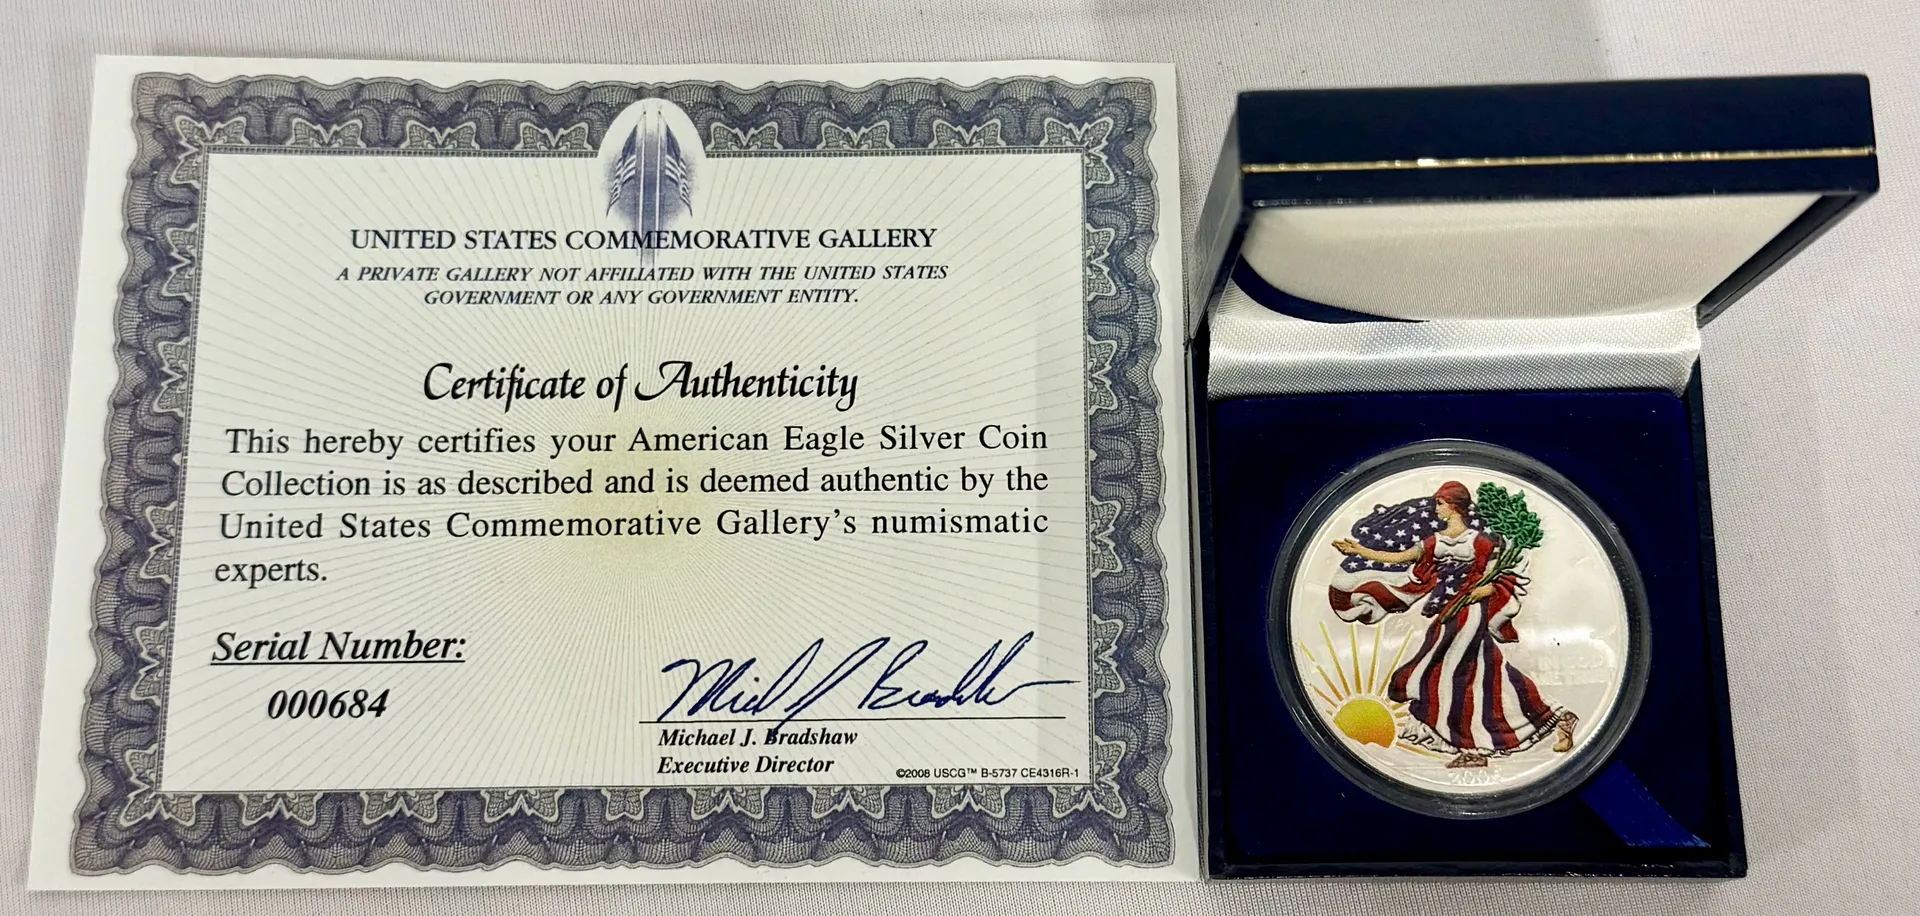 UNITED STATES COMMEMORATIVE GALLERY
A PRIVATE GALLERY NOT AFFILIATED WITH THE UNITED STATES
GOVERNMENT OR ANY GOVERNMENT ENTITY.
Certificate of Authenticity
This hereby certifies your American Eagle Silver Coin
Collection is as described and is deemed authentic by the
United States Commemorative Gallery's numismatic
experts.
Serial Number:
000684
Michael J. Bradshaw
Executive Director
©2008 USCG™ B-5737 CE4316R-1